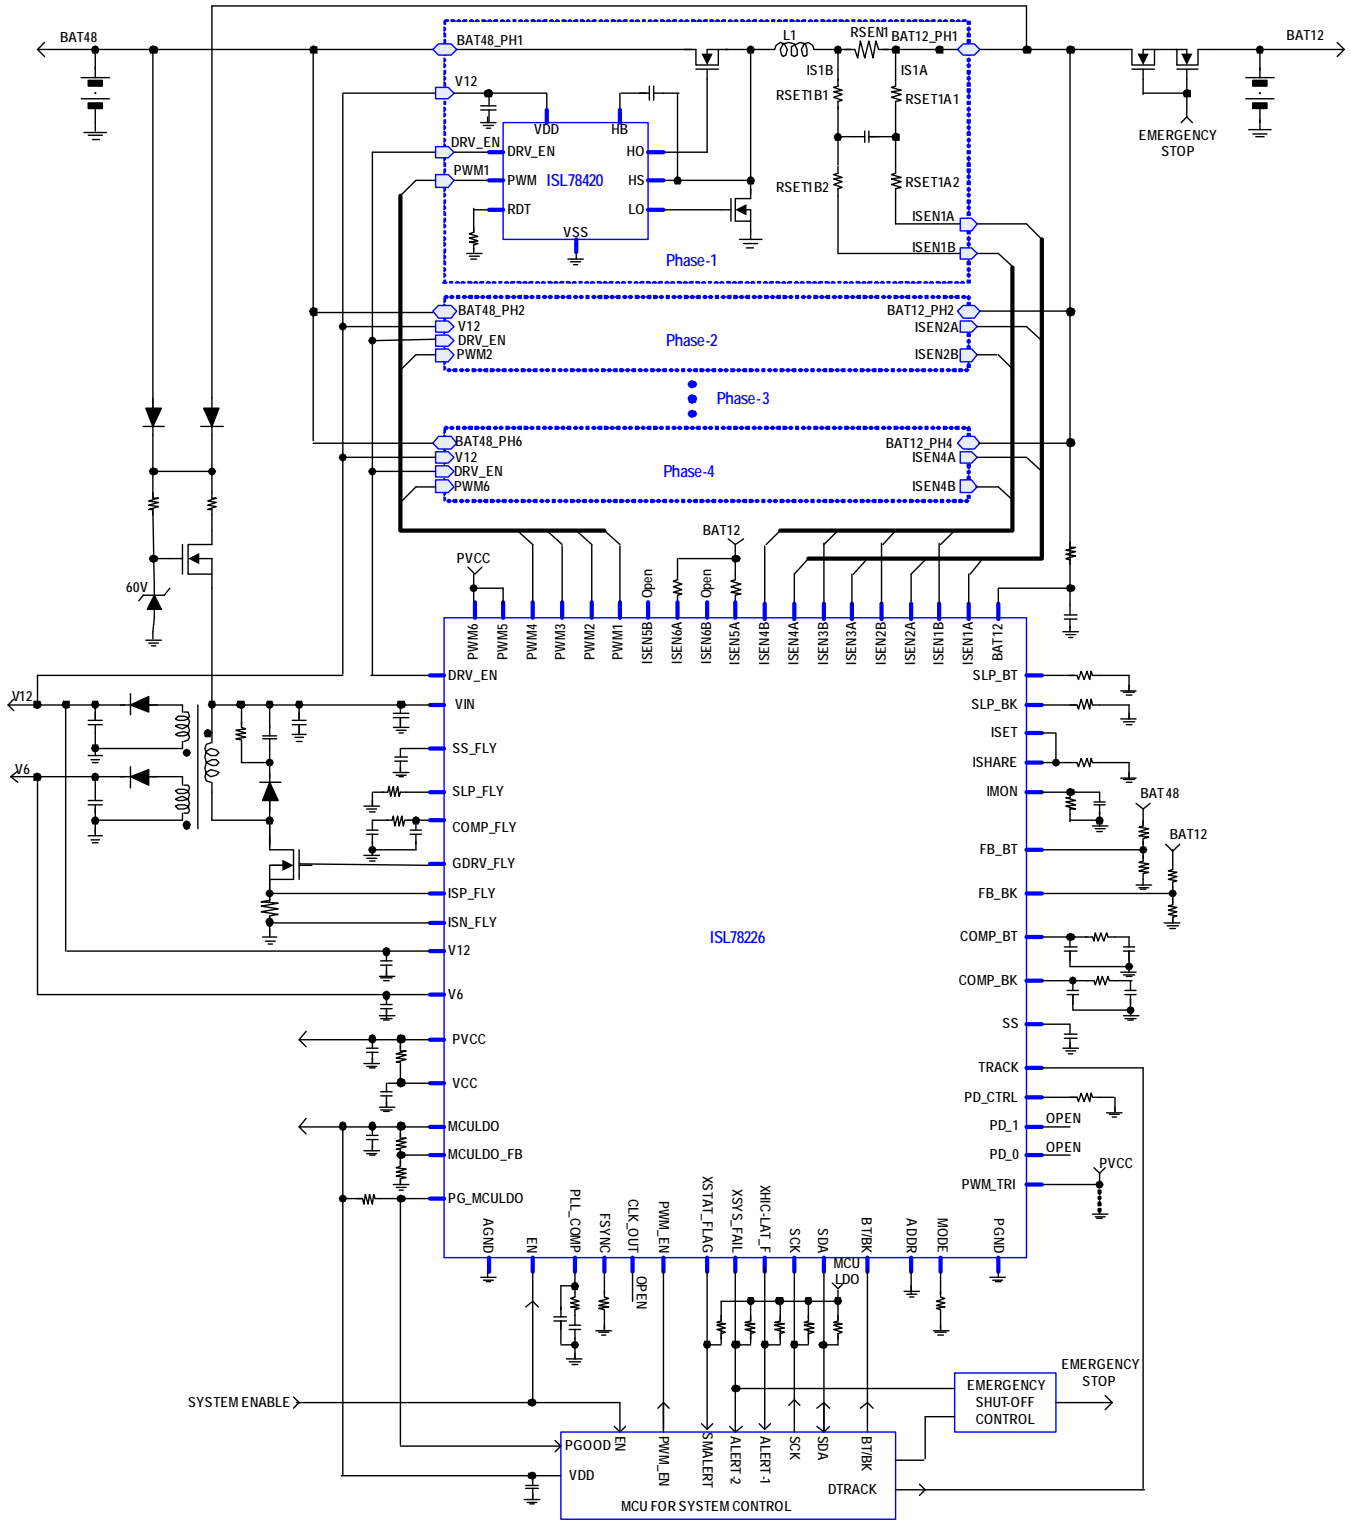 BAT48
BAT48_PH1
L1
RSEN1
BAT12_PH1
BAT12
IS1B
IS1A
V12
RSET1B1
RSET1A1
VDD
HB
EMERGENCY
STOP
DRV_EN
DRV_EN
HO
PWM1
PWM
ISL78420
HS
RSET1B2
RSET1A2
RDT
LO
ISEN1A
VSS
ISEN1B
Phase-1
BAT48_PH2
BAT12_PH2
V12
ISEN2A
DRV_EN
Phase-2
PWM2
ISEN2B
Phase-3
BAT48_PH6
BAT12_PH4
V12
ISEN4A
DRV_EN
Phase-4
PWM6
ISEN4B
BAT12
PVCC
Open
Open
60V
PWM6
PWM5
PWM4
PWM3
PWM2
PWM1
ISEN5B
ISEN6A
ISEN6B
ISEN5A
ISEN4B
ISEN4A
ISEN3B
ISEN3A
ISEN2B
ISEN2A
ISEN1B
ISEN1A
BAT12
DRV_EN
SLP_BT
V12
VIN
SLP_BK
ISET
SS_FLY
ISHARE
V6
SLP_FLY
IMON
BAT48
COMP_FLY
BAT12
FB_BT
GDRV_FLY
ISP_FLY
FB_BK
ISN_FLY
ISL78226
COMP_BT
V12
COMP_BK
V6
SS
PVCC
TRACK
VCC
PD_CTRL
MCULDO
PD_1
OPEN
MCULDO_FB
PD_0
OPEN
PVCC
PG_MCULDO
PWM_TRI
AGND
EN
PLL_COMP
FSYNC
CLK_OUT
PWM_EN
XSTAT_FLAG
XSYS_FAIL
XHIC-LAT_F
SCK
SDA
BT/BK
ADDR
MODE
PGND
MCU
LDO
OPEN
EMERGENCY
STOP
SYSTEM ENABLE
EMERGENCY
SHUT-OFF
CONTROL
PGOOD
EN
PWM_EN
SMALERT
ALERT-2
ALERT-1
SCK
SDA
BT/BK
VDD
DTRACK
MCU FOR SYSTEM CONTROL